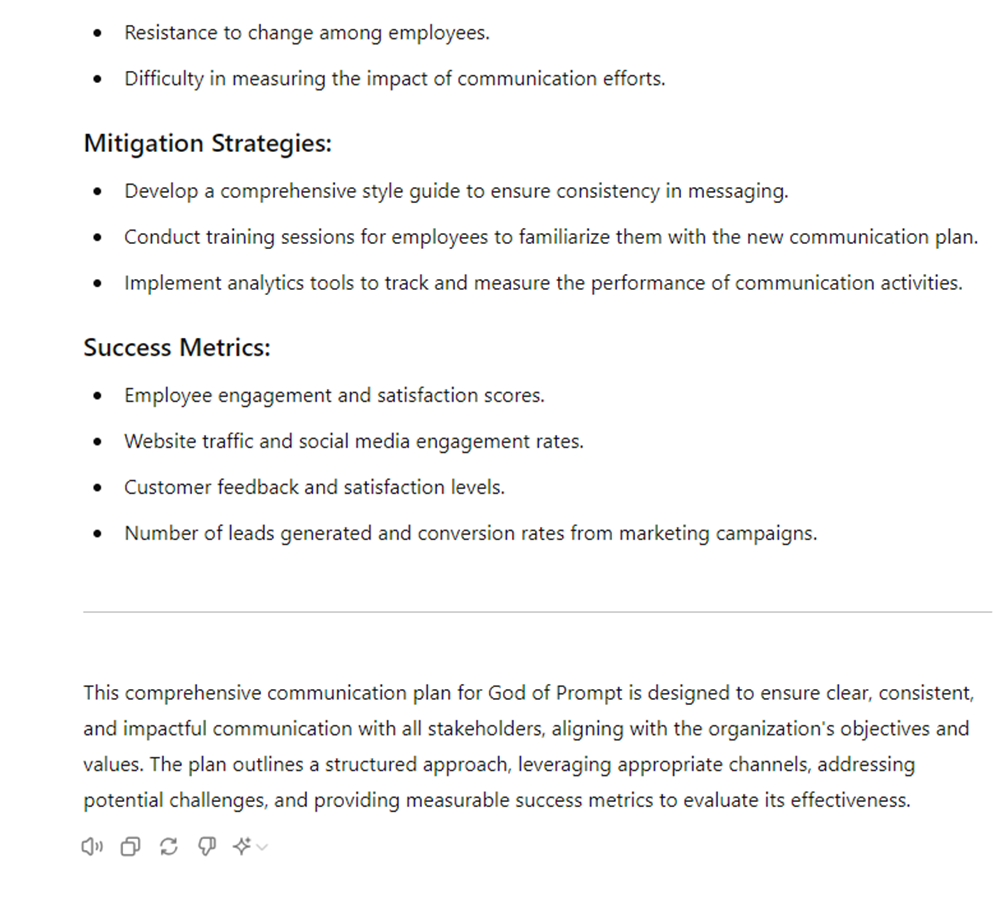 • Resistance to change among employees.
• Difficulty in measuring the impact of communication efforts.
Mitigation Strategies:
• Develop a comprehensive style guide to ensure consistency in messaging.
• Conduct training sessions for employees to familiarize them with the new communication plan.
• Implement analytics tools to track and measure the performance of communication activities.
Success Metrics:
• Employee engagement and satisfaction scores.
• Website traffic and social media engagement rates.
• Customer feedback and satisfaction levels.
• Number of leads generated and conversion rates from marketing campaigns.
This comprehensive communication plan for God of Prompt is designed to ensure clear, consistent,
and impactful communication with all stakeholders, aligning with the organization's objectives and
values. The plan outlines a structured approach, leveraging appropriate channels, addressing
potential challenges, and providing measurable success metrics to evaluate its effectiveness.